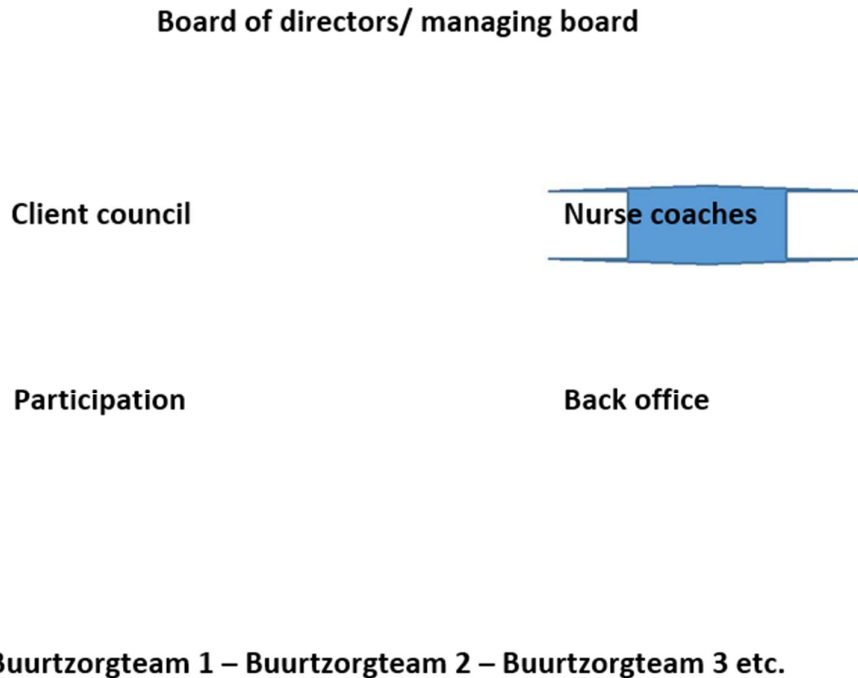 Board of directors/ managing board
Client council
Nurse coaches
Participation
Back office
Buurtzorgteam 1 – Buurtzorgteam 2 – Buurtzorgteam 3 etc.